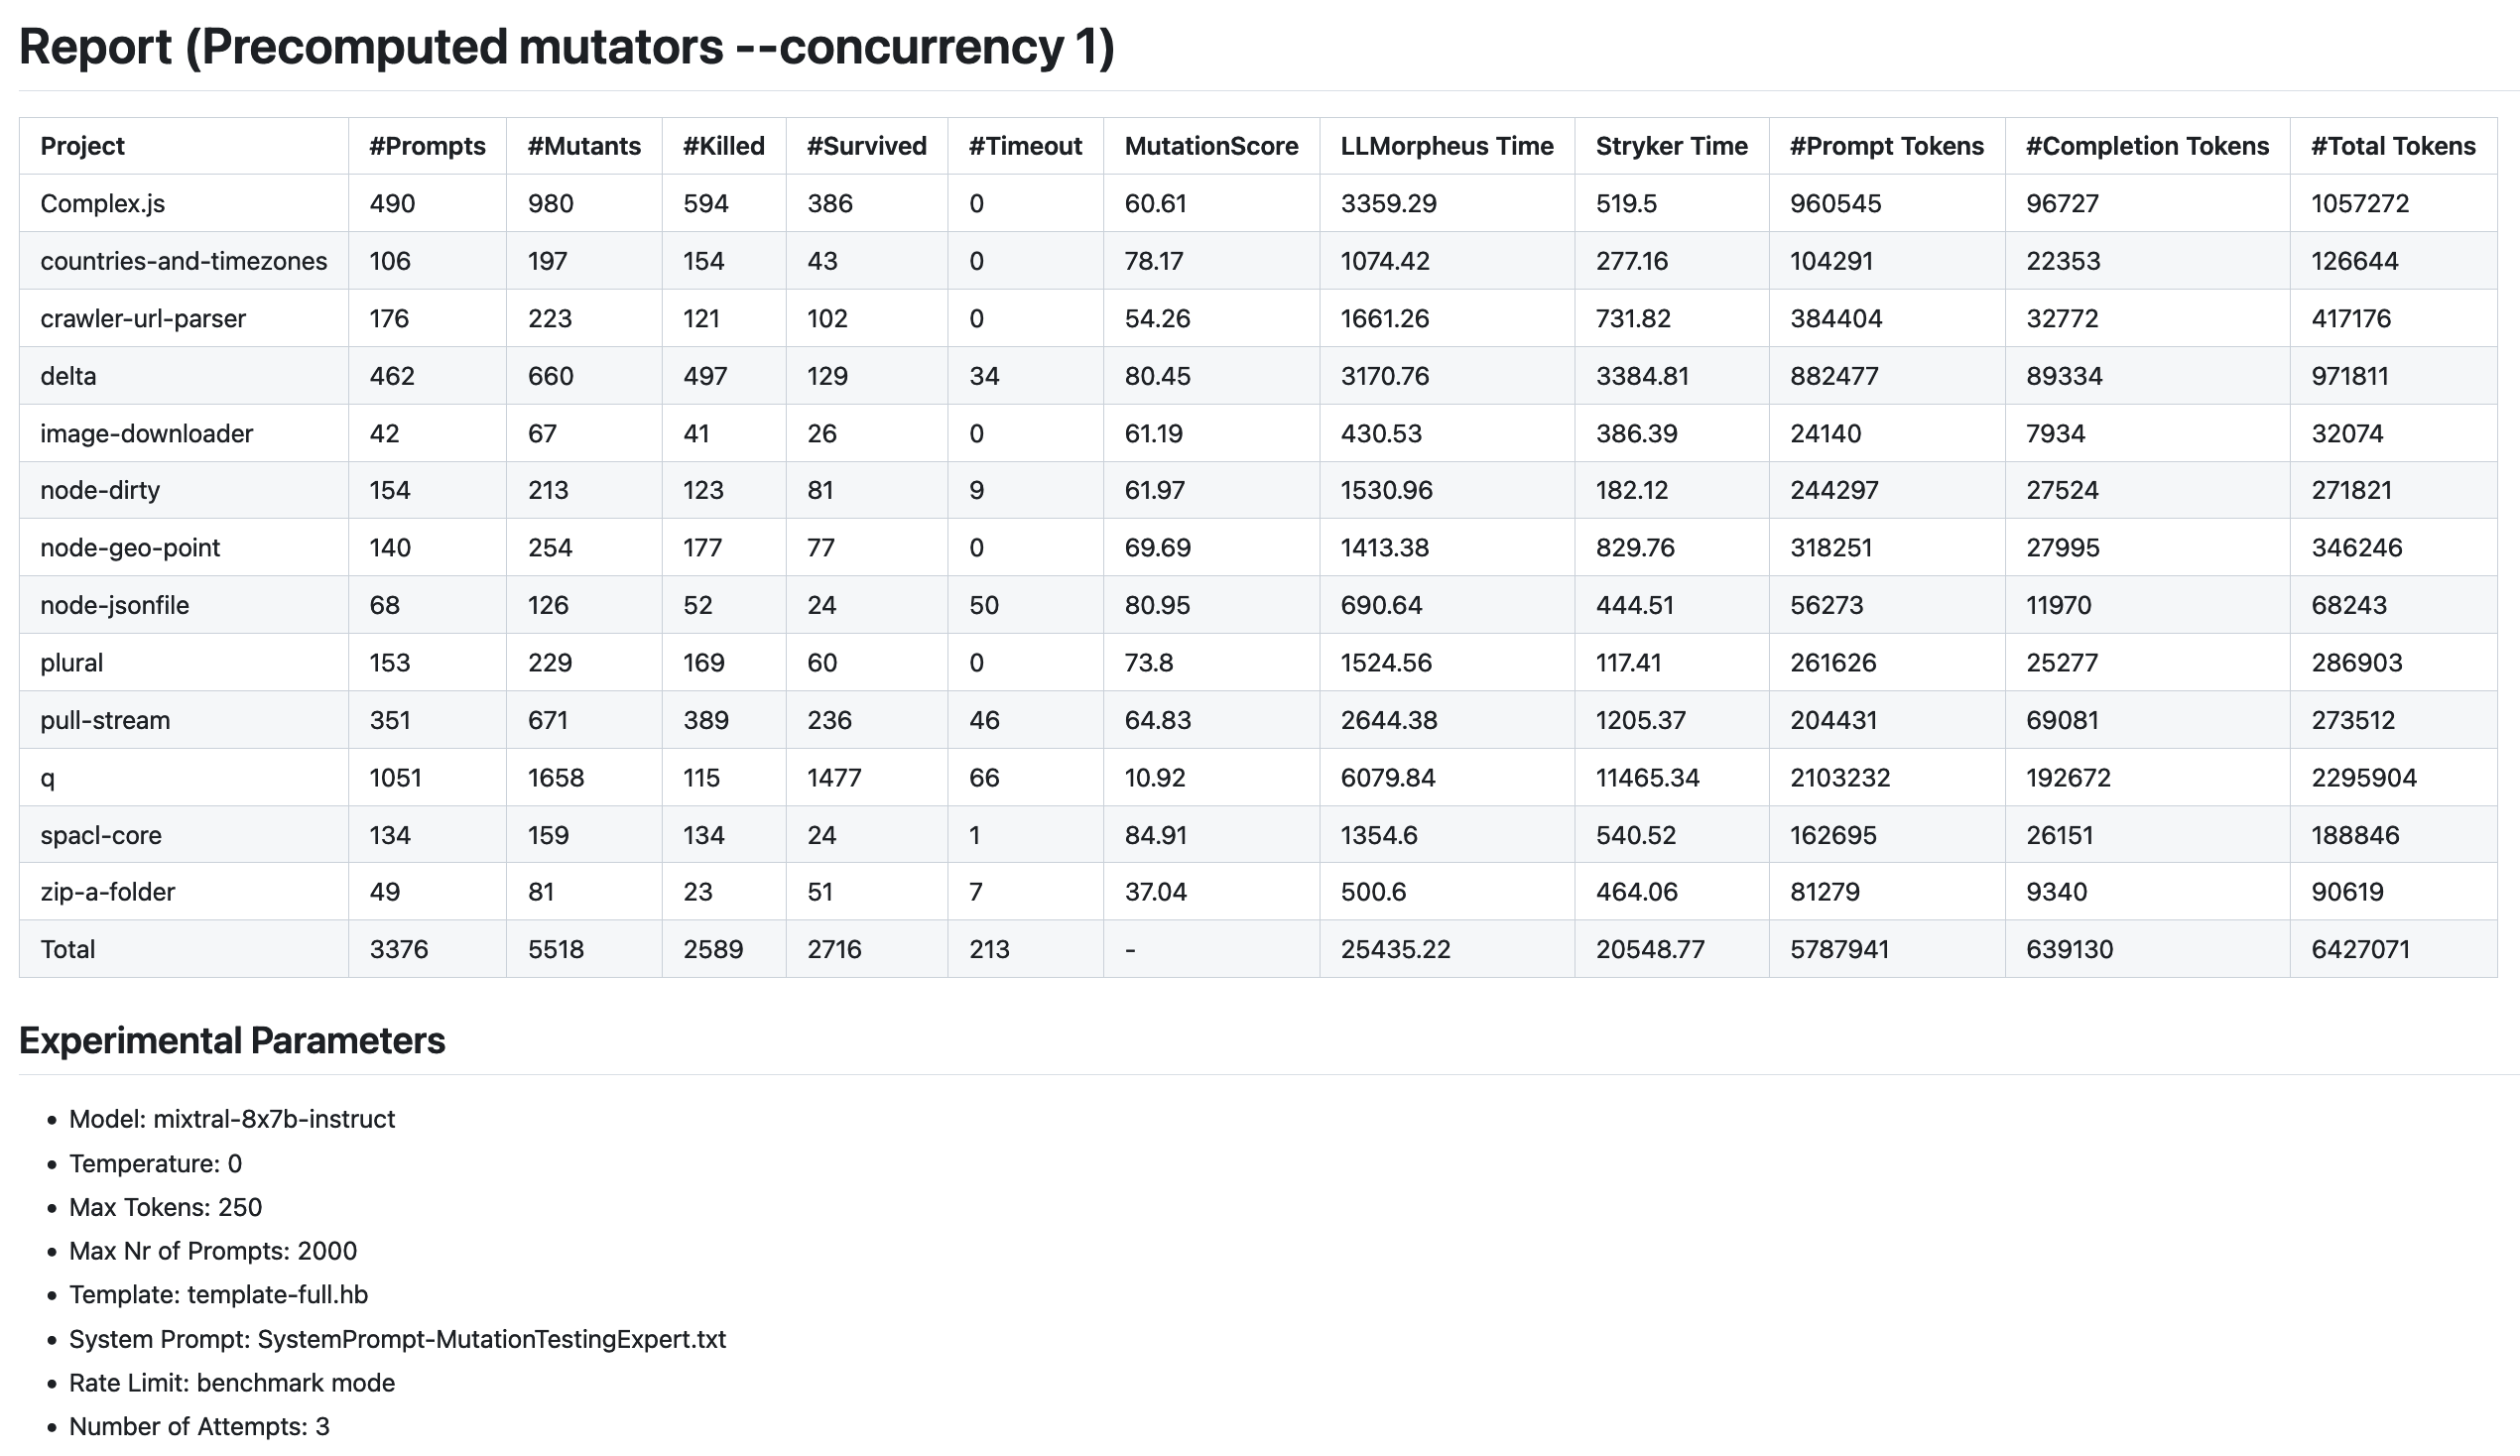 Report (Precomputed mutators --concurrency 1)
Project #Prompts #Mutants #Killed #Survived #Timeout MutationScore LLMorpheus Time Stryker Time #Prompt Tokens #Completion Tokens #Total Tokens
Complex.js 490 980 594 386 0 60.61 3359.29 519.5 960545 96727 1057272
countries-and-timezones 106 197 154 43 0 78.17 1074.42 277.16 104291 22353 126644
crawler-url-parser 176 223 121 102 0 54.26 1661.26 731.82 384404 32772 417176
delta 462 660 497 129 34 80.45 3170.76 3384.81 882477 89334 971811
image-downloader 42 67 41 26 0 61.19 430.53 386.39 24140 7934 32074
node-dirty 154 213 123 81 9 61.97 1530.96 182.12 244297 27524 271821
node-geo-point 140 254 177 77 0 69.69 1413.38 829.76 318251 27995 346246
node-jsonfile 68 126 52 24 50 80.95 690.64 444.51 56273 11970 68243
plural 153 229 169 60 0 73.8 1524.56 117.41 261626 25277 286903
pull-stream 351 671 389 236 46 64.83 2644.38 1205.37 204431 69081 273512
q 1051 1658 115 1477 66 10.92 6079.84 11465.34 2103232 192672 2295904
spacl-core 134 159 134 24 1 84.91 1354.6 540.52 162695 26151 188846
zip-a-folder 49 81 23 51 7 37.04 500.6 464.06 81279 9340 90619
Total 3376 5518 2589 2716 213 - 25435.22 20548.77 5787941 639130 6427071
Experimental Parameters
• Model: mixtral-8x7b-instruct
• Temperature: 0
• Max Tokens: 250
• Max Nr of Prompts: 2000
• Template: template-full.hb
• System Prompt: SystemPrompt-MutationTestingExpert.txt
• Rate Limit: benchmark mode
• Number of Attempts: 3